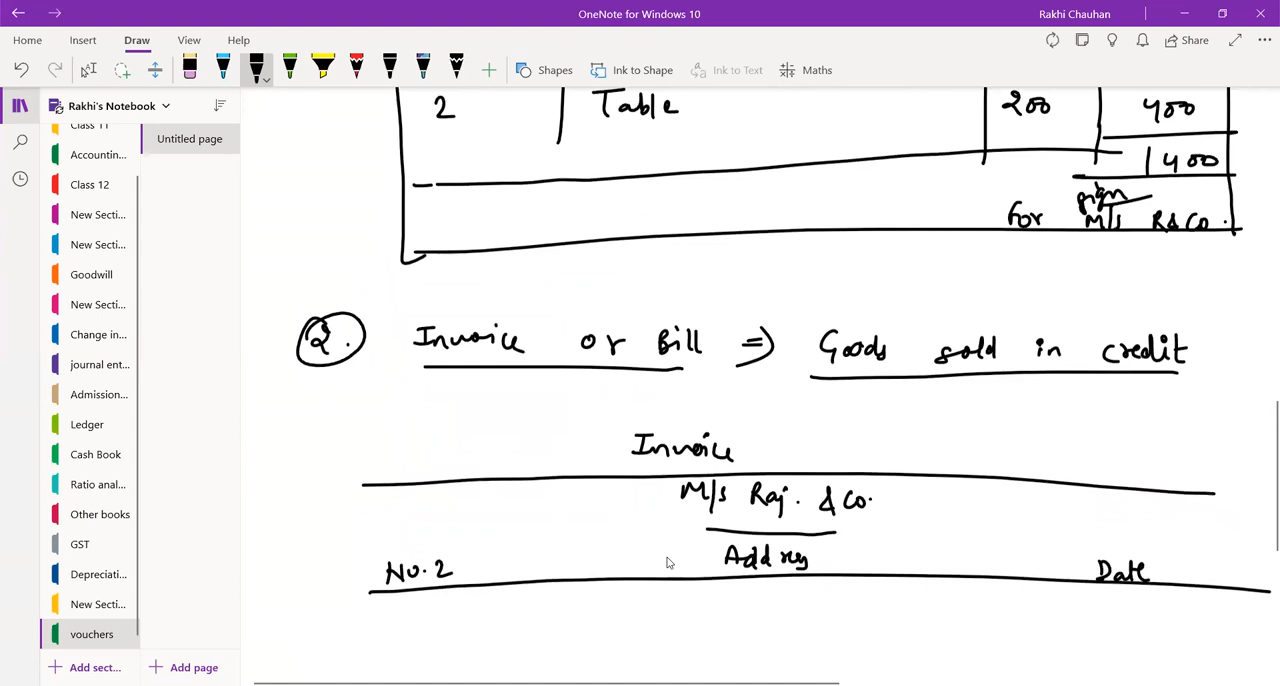 OneNote for Windows 10
Rakhi Chauhan
Home Insert Draw View Help
Share
Shapes Ink to Shape Ink to Text Maths
Rakhi's Notebook
Untitled page
Class 11
Accountin...
Class 12
New Secti...
New Secti...
Goodwill
New Secti...
Change in...
journal ent...
Admission...
Ledger
Cash Book
Ratio anal...
Other books
GST
Depreciati...
New Secti...
vouchers
Add sect...
Add page
2 Table 200 400
1400
sign
For M/s R&Co.
2. Invoice or Bill => Goods sold in credit
Invoice
M/s Raj. & Co.
Address
No. 2 Date